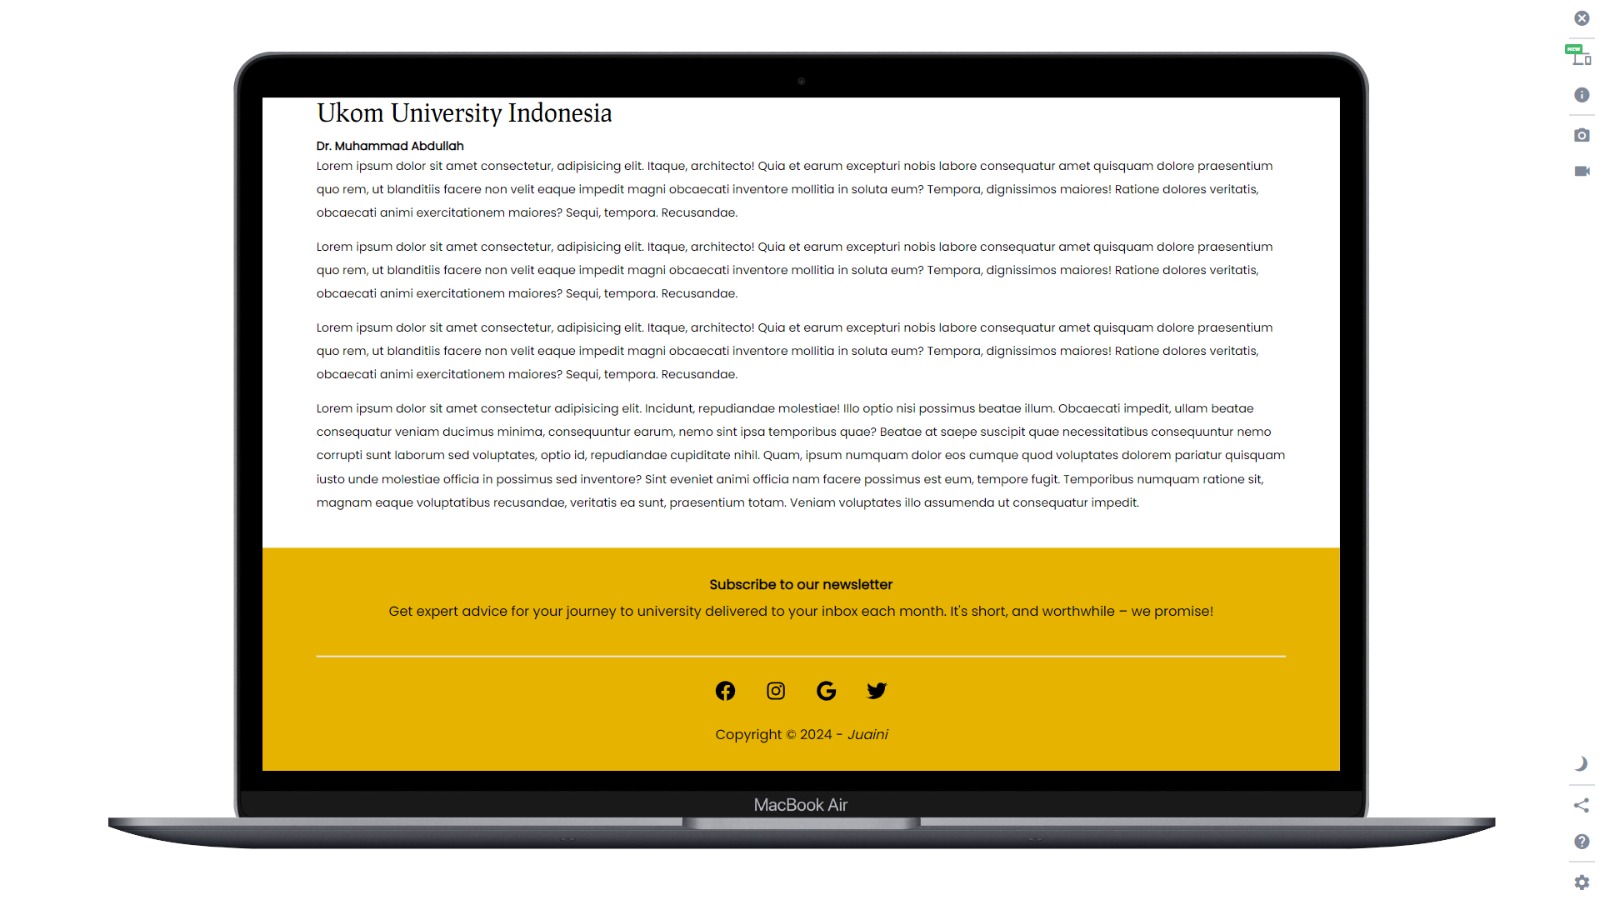 NEW
Ukom University Indonesia
Dr. Muhammad Abdullah
Lorem ipsum dolor sit amet consectetur, adipisicing elit. Itaque, architecto! Quia et earum excepturi nobis labore consequatur amet quisquam dolore praesentium
quo rem, ut blanditiis facere non velit eaque impedit magni obcaecati inventore mollitia in soluta eum? Tempora, dignissimos maiores! Ratione dolores veritatis,
obcaecati animi exercitationem maiores? Sequi, tempora. Recusandae.
Lorem ipsum dolor sit amet consectetur, adipisicing elit. Itaque, architecto! Quia et earum excepturi nobis labore consequatur amet quisquam dolore praesentium
quo rem, ut blanditiis facere non velit eaque impedit magni obcaecati inventore mollitia in soluta eum? Tempora, dignissimos maiores! Ratione dolores veritatis,
obcaecati animi exercitationem maiores? Sequi, tempora. Recusandae.
Lorem ipsum dolor sit amet consectetur, adipisicing elit. Itaque, architecto! Quia et earum excepturi nobis labore consequatur amet quisquam dolore praesentium
quo rem, ut blanditiis facere non velit eaque impedit magni obcaecati inventore mollitia in soluta eum? Tempora, dignissimos maiores! Ratione dolores veritatis,
obcaecati animi exercitationem maiores? Sequi, tempora. Recusandae.
Lorem ipsum dolor sit amet consectetur adipisicing elit. Incidunt, repudiandae molestiae! Illo optio nisi possimus beatae illum. Obcaecati impedit, ullam beatae
consequatur veniam ducimus minima, consequuntur earum, nemo sint ipsa temporibus quae? Beatae at saepe suscipit quae necessitatibus consequuntur nemo
corrupti sunt laborum sed voluptates, optio id, repudiandae cupiditate nihil. Quam, ipsum numquam dolor eos cumque quod voluptates dolorem pariatur quisquam
iusto unde molestiae officia in possimus sed inventore? Sint eveniet animi officia nam facere possimus est eum, tempore fugit. Temporibus numquam ratione sit,
magnam eaque voluptatibus recusandae, veritatis ea sunt, praesentium totam. Veniam voluptates illo assumenda ut consequatur impedit.
Subscribe to our newsletter
Get expert advice for your journey to university delivered to your inbox each month. It's short, and worthwhile – we promise!
Copyright © 2024 - Juaini
MacBook Air